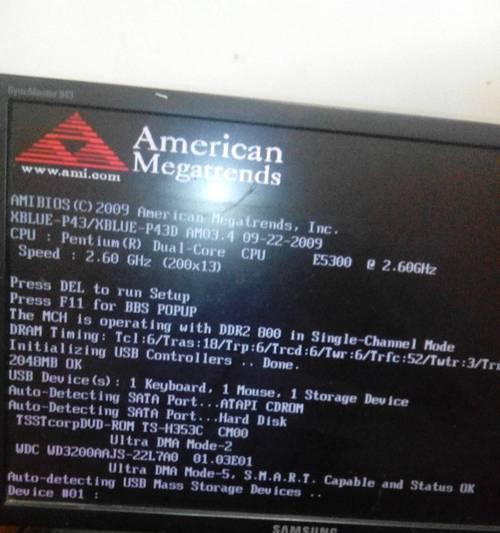 SyncMaster 943
American
Megatrends
www.ami.com
AMIBIOS(C)2009 American Megatrends, Inc.
XBLUE-P43/XBLUE-P43D AM03.4 09-22-2009
CPU : Pentium(R) Dual-Core CPU E5300 @ 2.60GHz
Speed : 2.60 GHz (200x13)
Press DEL to run Setup
Press F11 for BBS POPUP
The MCH is operating with DDR2 800 in Single-Channel Mode
DRAM Timing: Tcl:6/Tras:18/Trp:6/Trcd:6/Twr:6/Trfc:52/Twtr:3/Tr
Initializing USB Controllers .. Done.
2048MB OK
USB Device(s): 1 Keyboard, 1 Mouse, 1 Storage Device
Auto-Detecting SATA Port...ATAPI CDROM
Auto-Detecting SATA Port...Hard Disk
TSSTcorpDVD-ROM TS-H353C CM00
Ultra DMA Mode-2
WDC WD3200AAJS-22L7A0 01.03E01
Ultra DMA Mode-5, S.M.A.R.T. Capable and Status OK
Auto-detecting USB Mass Storage Devices ..
Device #01 :
SAMSUNG